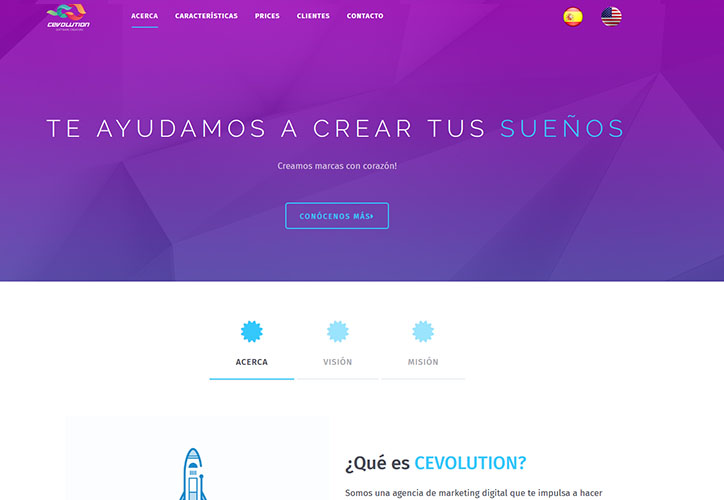 CEVOLUTION
ACERCA CARACTERÍSTICAS PRICES CLIENTES CONTACTO
TE AYUDAMOS A CREAR TUS SUEÑOS
Creamos marcas con corazón!
CONÓCENOS MÁS
ACERCA VISIÓN MISIÓN
¿Qué es CEVOLUTION?
Somos una agencia de marketing digital que te impulsa a hacer